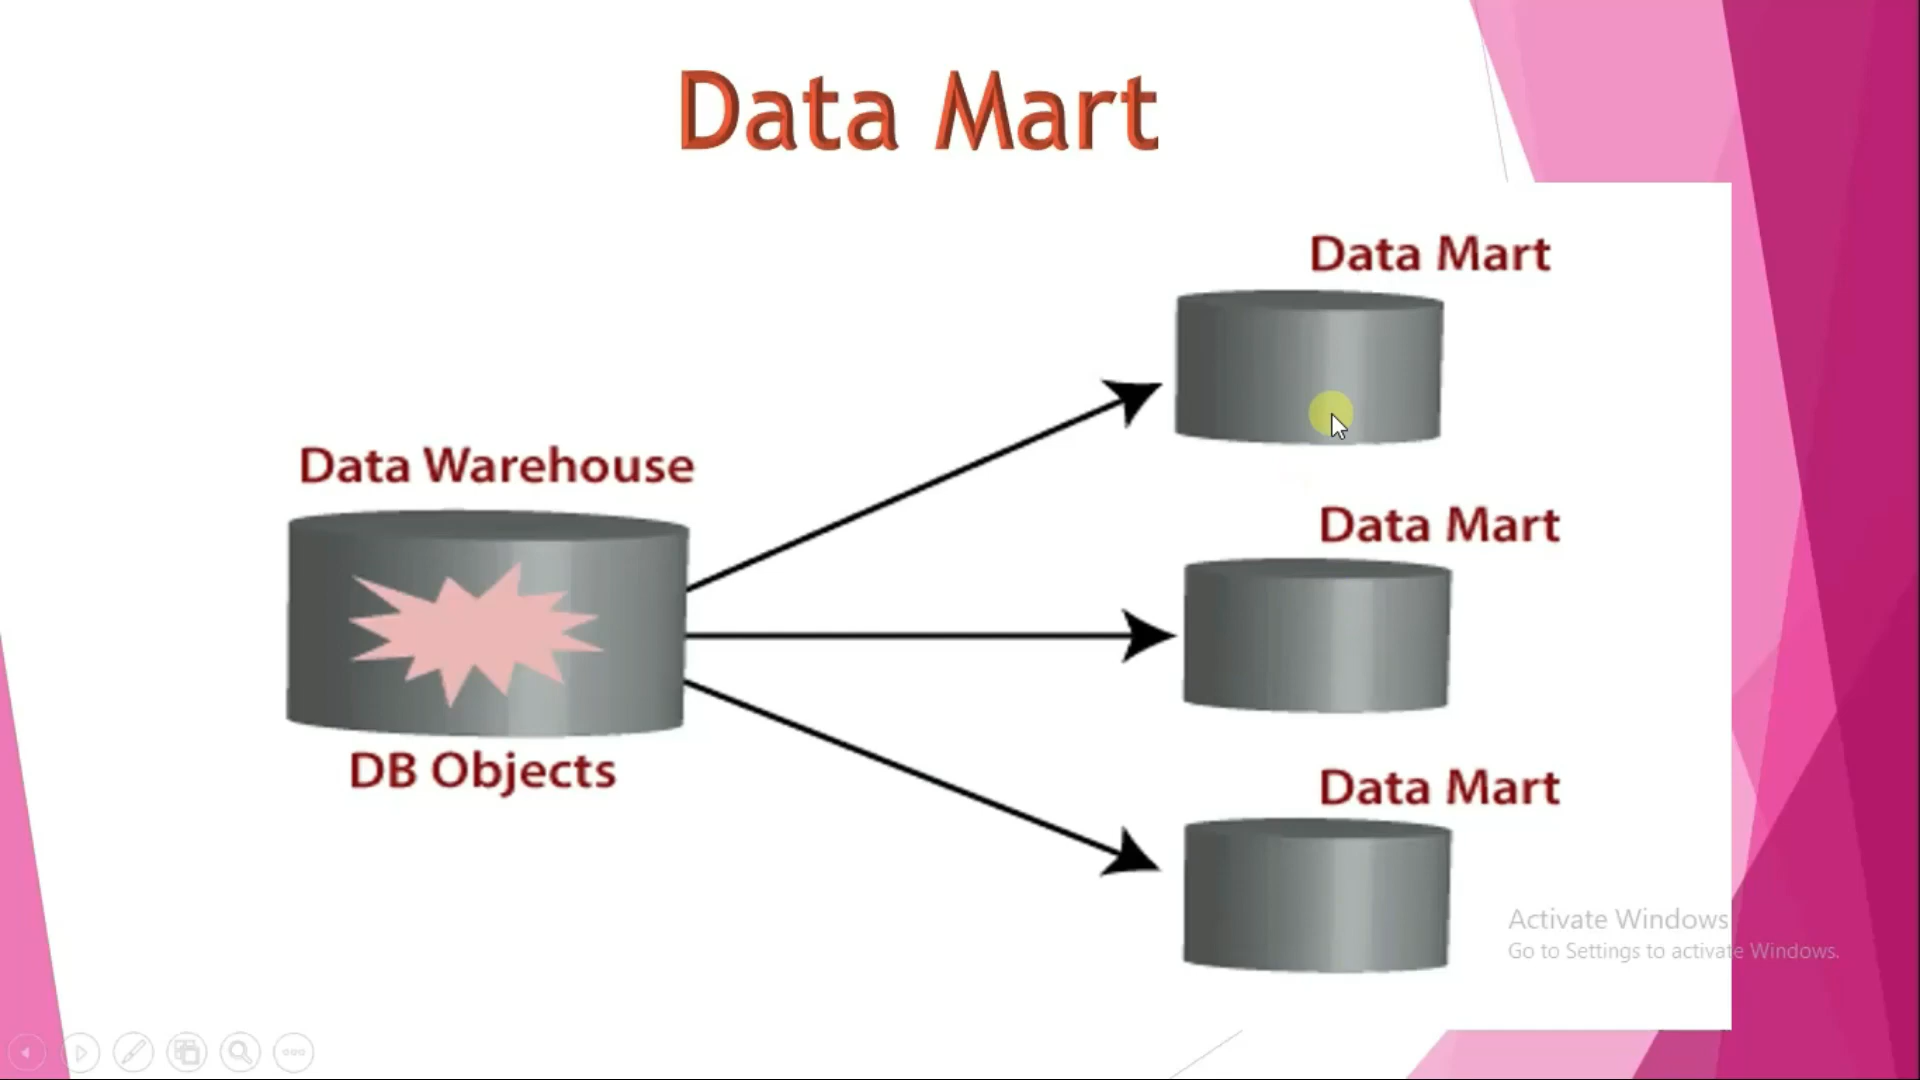 Data Mart
Data Mart
Data Warehouse
Data Mart
DB Objects
Data Mart
Activate Windows
Go to Settings to activate Windows.